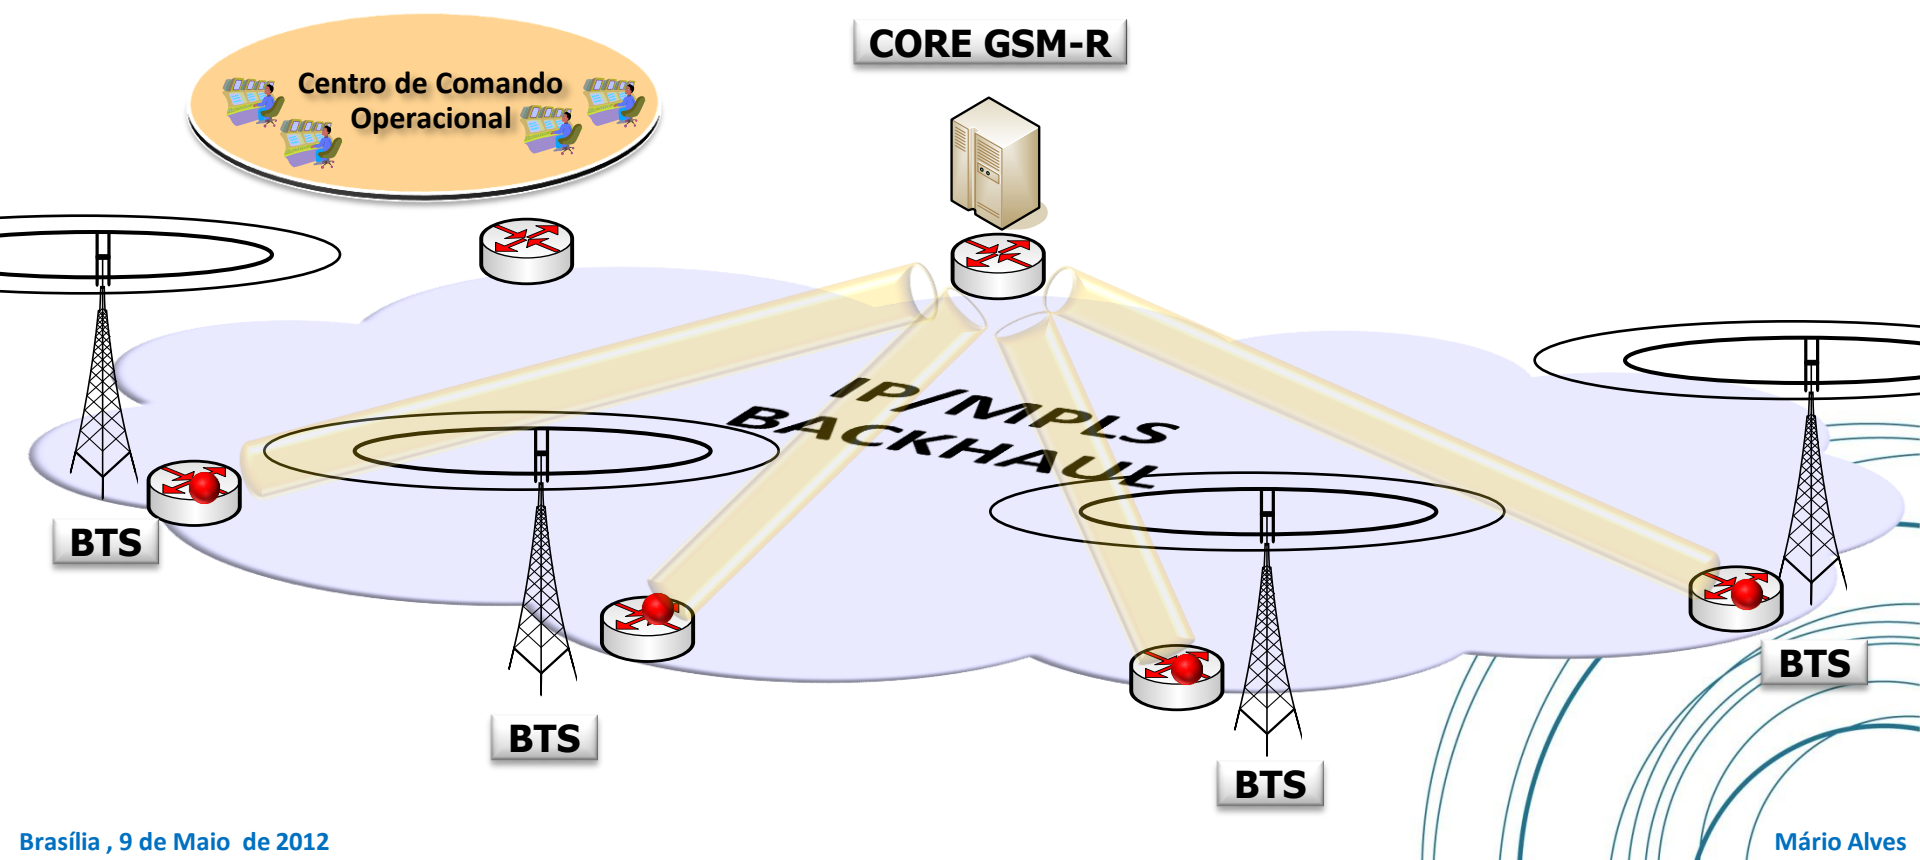 CORE GSM-R
Centro de Comando
Operacional
IP/MPLS
BACKHAUL
BTS
BTS
BTS
BTS
Brasília , 9 de Maio  de 2012
Mário Alves